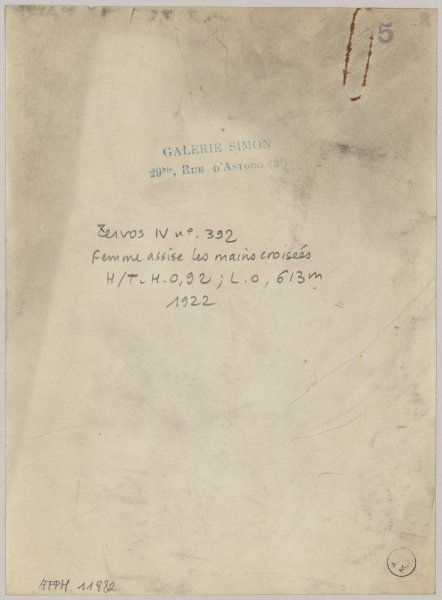 5
GALERIE SIMON
29bis, RUE D'ASTORG (8e)
Zervos IV nº. 392
femme assise les mains croisées
H/T. H.0,92 ; L.0,613m
1922
APPH. 11982
A.
M.